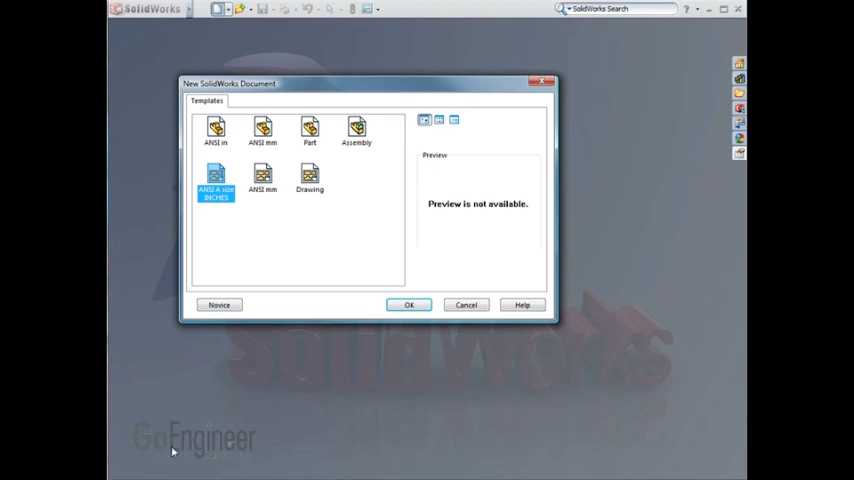 SolidWorks
SolidWorks Search
New SolidWorks Document
Templates
ANSI in
ANSI mm
Part
Assembly
ANSI A size
INCHES
ANSI mm
Drawing
Preview
Preview is not available.
Novice
OK
Cancel
Help
SolidWorks
GoEngineer